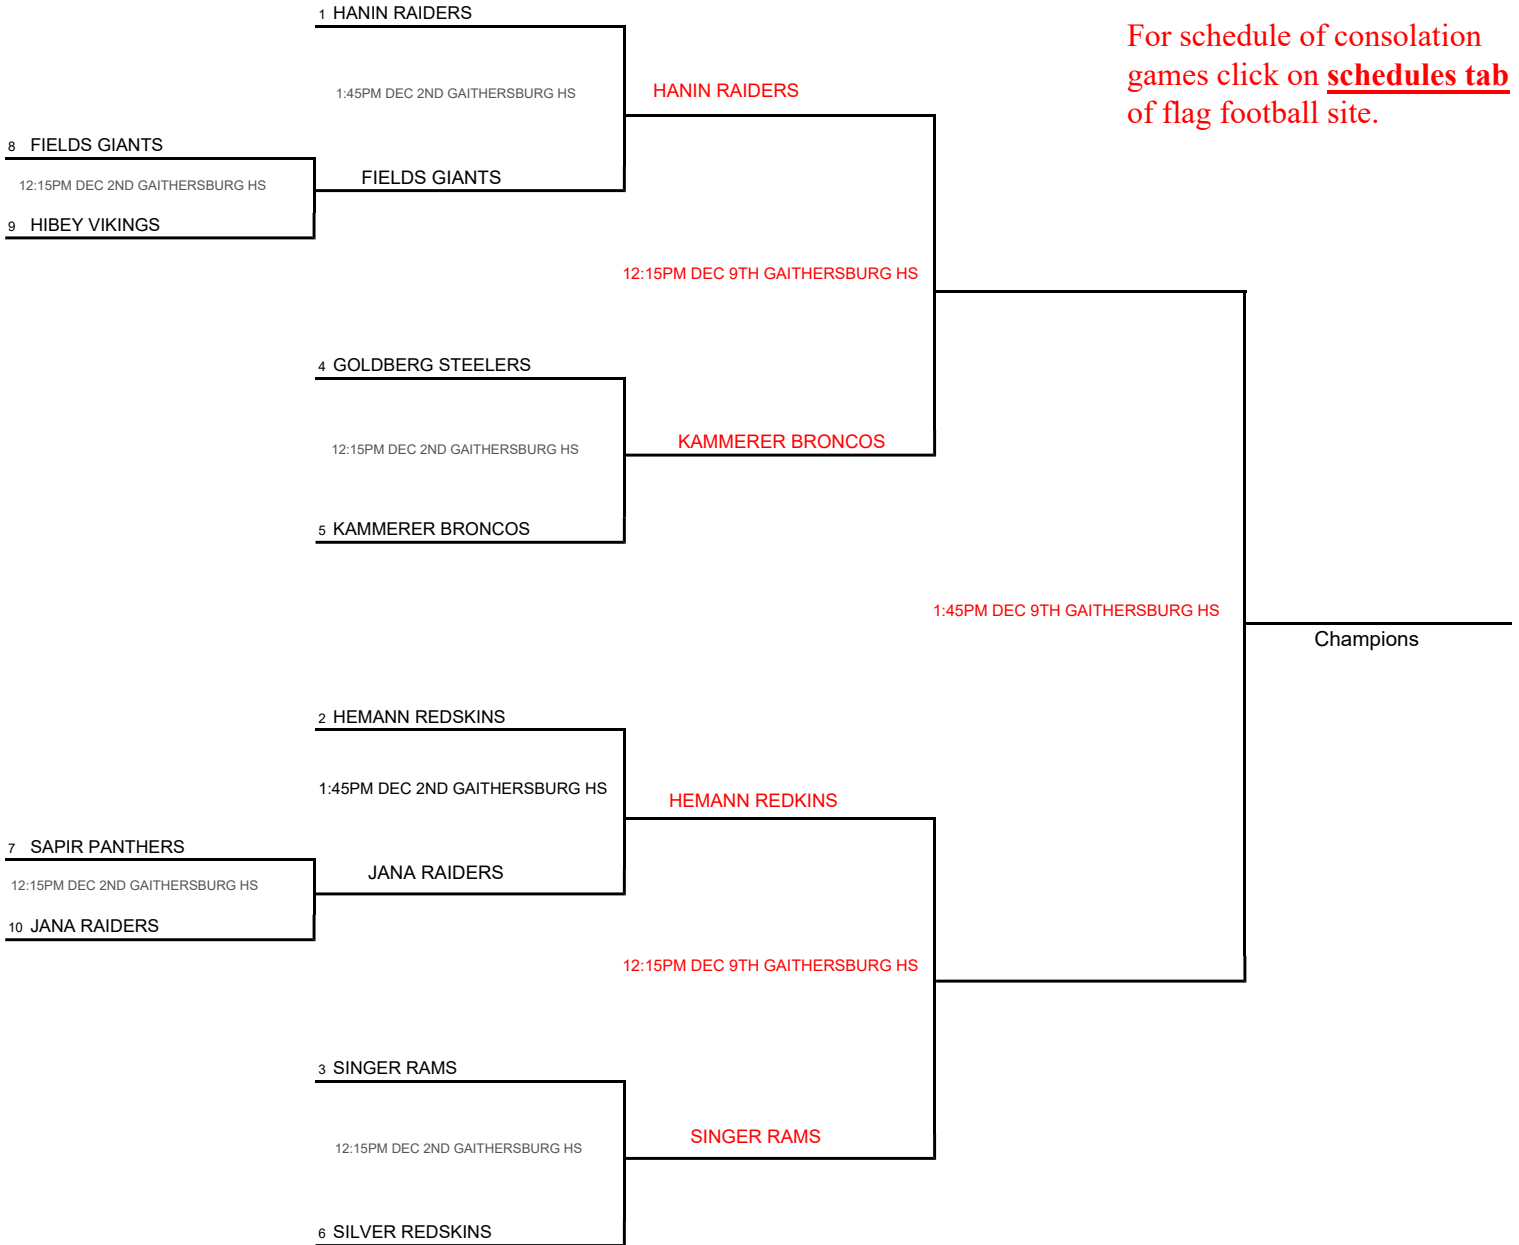 1 HANIN RAIDERS
For schedule of consolation
games click on schedules tab
of flag football site.
1:45PM DEC 2ND GAITHERSBURG HS
HANIN RAIDERS
8 FIELDS GIANTS
12:15PM DEC 2ND GAITHERSBURG HS
FIELDS GIANTS
9 HIBEY VIKINGS
12:15PM DEC 9TH GAITHERSBURG HS
4 GOLDBERG STEELERS
12:15PM DEC 2ND GAITHERSBURG HS
KAMMERER BRONCOS
5 KAMMERER BRONCOS
1:45PM DEC 9TH GAITHERSBURG HS
Champions
2 HEMANN REDSKINS
1:45PM DEC 2ND GAITHERSBURG HS
HEMANN REDKINS
7 SAPIR PANTHERS
12:15PM DEC 2ND GAITHERSBURG HS
JANA RAIDERS
10 JANA RAIDERS
12:15PM DEC 9TH GAITHERSBURG HS
3 SINGER RAMS
12:15PM DEC 2ND GAITHERSBURG HS
SINGER RAMS
6 SILVER REDSKINS